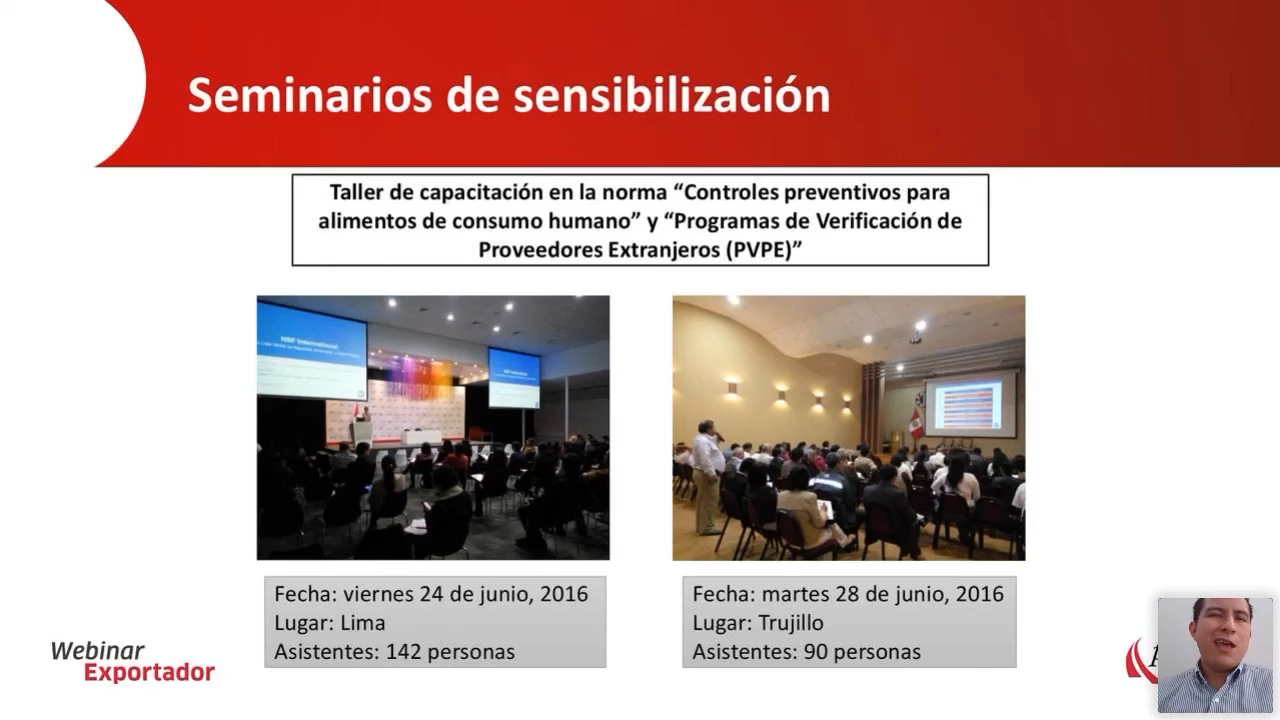 Seminarios de sensibilización
Taller de capacitación en la norma “Controles preventivos para
alimentos de consumo humano” y “Programas de Verificación de
Proveedores Extranjeros (PVPE)”
NSF International
Fecha: viernes 24 de junio, 2016
Lugar: Lima
Asistentes: 142 personas
Fecha: martes 28 de junio, 2016
Lugar: Trujillo
Asistentes: 90 personas
Webinar
Exportador